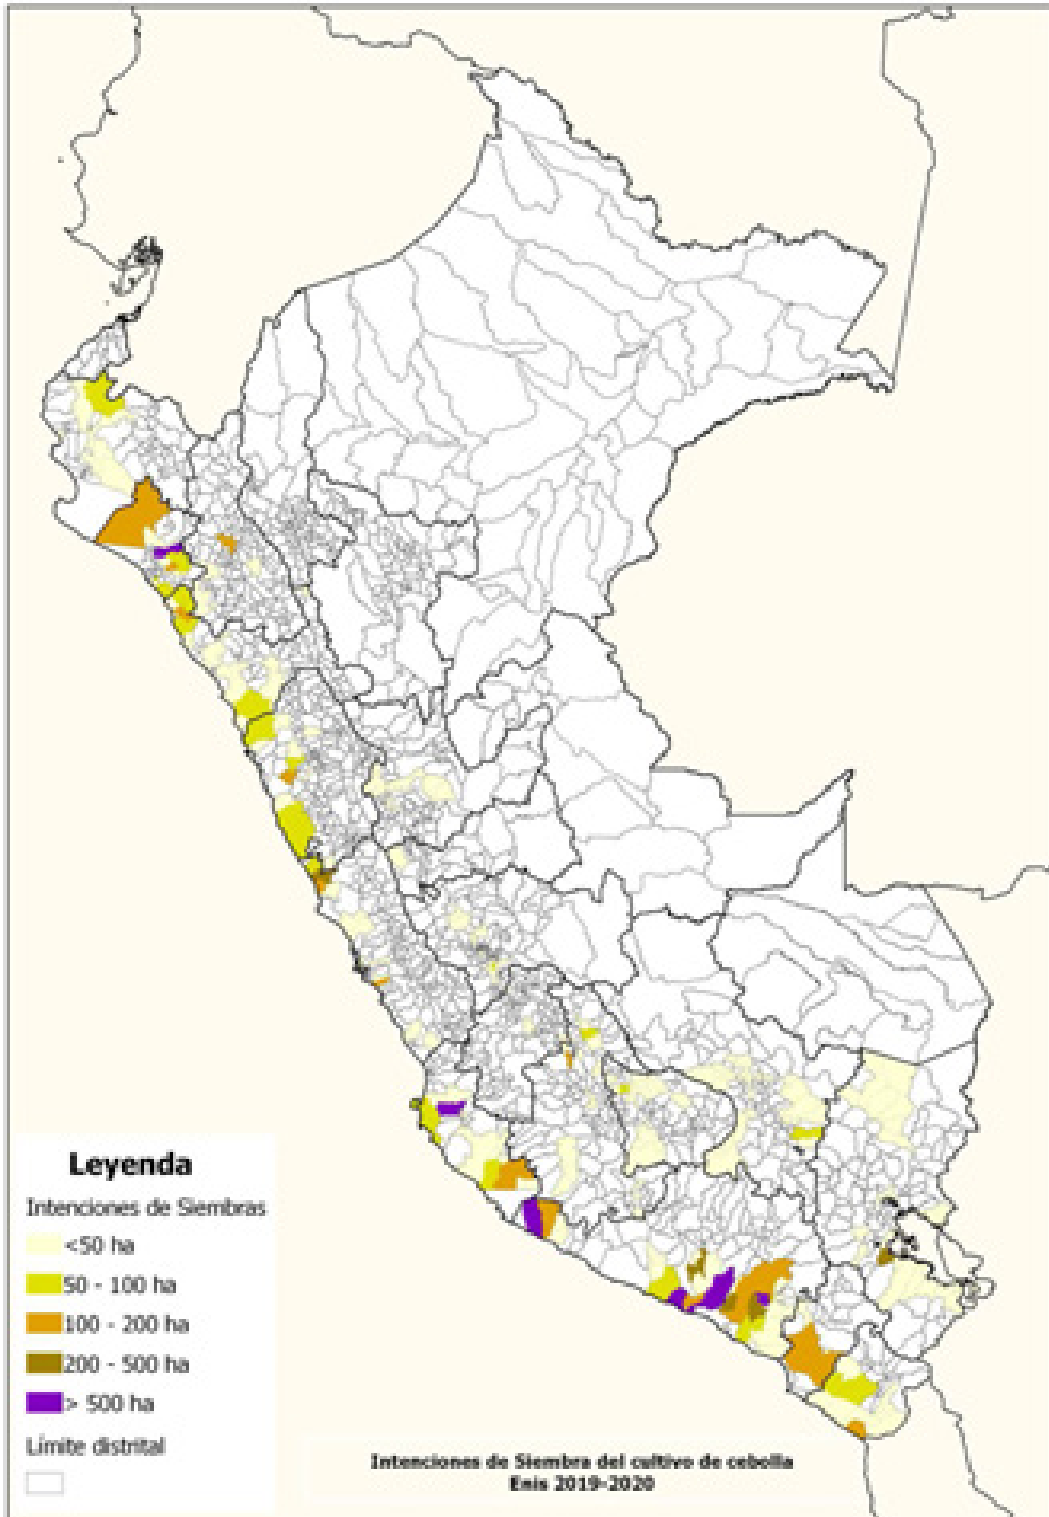 Leyenda
Intenciones de Siembras
<50 ha
50 - 100 ha
100 - 200 ha
200 - 500 ha
> 500 ha
Límite distrital
Intenciones de Siembra del cultivo de cebolla
Enis 2019-2020